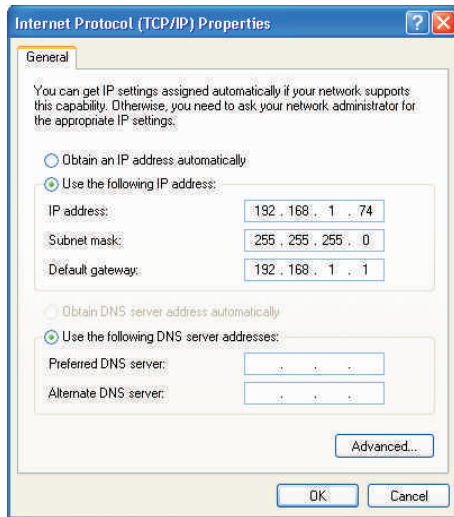 Internet Protocol (TCP/IP) Properties
General
You can get IP settings assigned automatically if your network supports
this capability. Otherwise, you need to ask your network administrator for
the appropriate IP settings.
Obtain an IP address automatically
Use the following IP address:
IP address: 192 . 168 . 1 . 74
Subnet mask: 255 . 255 . 255 . 0
Default gateway: 192 . 168 . 1 . 1
Obtain DNS server address automatically
Use the following DNS server addresses:
Preferred DNS server: . . .
Alternate DNS server: . . .
Advanced...
OK Cancel